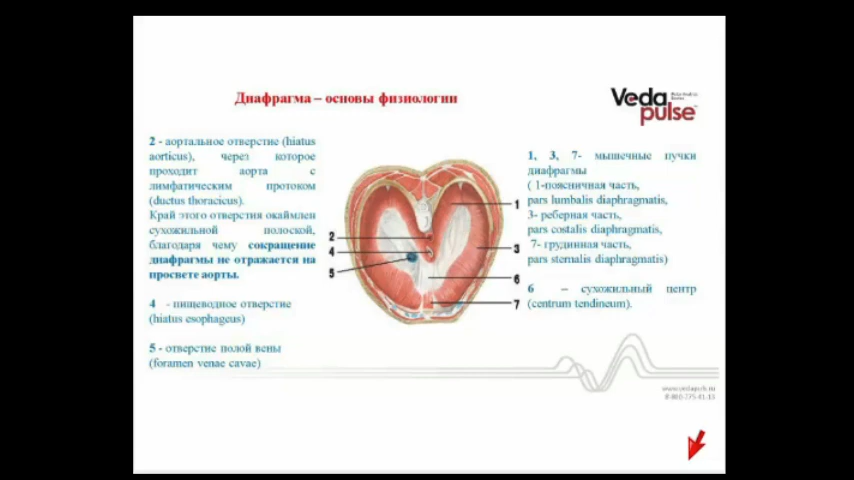 Диафрагма – основы физиологии
Veda
pulse™
2 - аортальное отверстие (hiatus
aorticus), через которое
проходит аорта с
лимфатическим протоком
(ductus thoracicus).
Край этого отверстия окаймлен
сухожильной полоской,
благодаря чему сокращение
диафрагмы не отражается на
просвете аорты.
4 - пищеводное отверстие
(hiatus esophageus)
5 - отверстие полой вены
(foramen venae cavae)
1
2
3
4
5
6
7
1, 3, 7- мышечные пучки
диафрагмы
( 1-поясничная часть,
pars lumbalis diaphragmatis,
3- реберная часть,
pars costalis diaphragmatis,
7- грудинная часть,
pars sternalis diaphragmatis)
6 – сухожильный центр
(centrum tendineum).